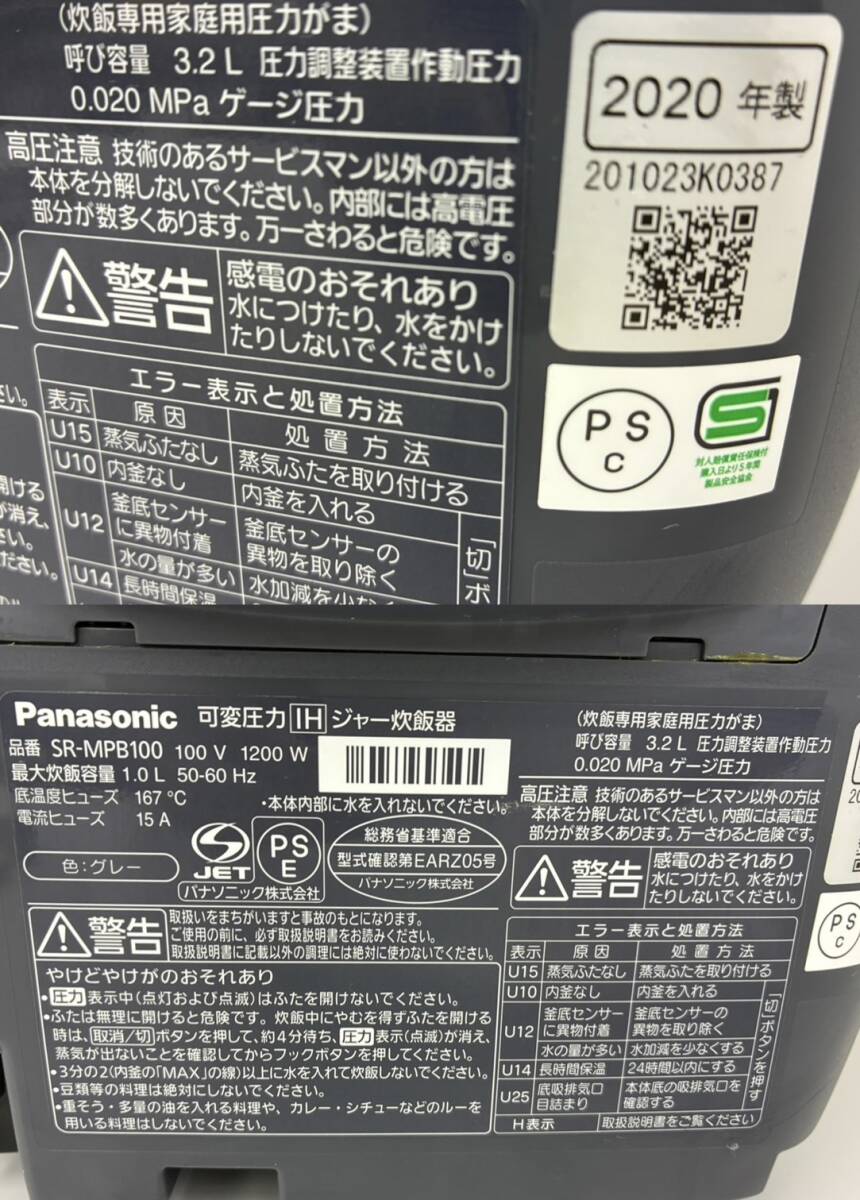 (炊飯専用家庭用圧力がま)
呼び容量 3.2 L 圧力調整装置作動圧力
0.020 MPa ゲージ圧力
高圧注意 技術のあるサービスマン以外の方は
本体を分解しないでください。内部には高電圧
部分が数多くあります。万一さわると危険です。
警告
感電のおそれあり
水につけたり、水をかけ
たりしないでください。
エラー表示と処置方法
表示 原因 処置方法
U15 蒸気ふたなし 蒸気ふたを取り付ける
U10 内釜なし 内釜を入れる
U12 釜底センサーに異物付着 釜底センサーの異物を取り除く
水の量が多い
U14 長時間保温
「切」ボ
2020 年製
201023K0387
PS
C
S
対人賠償責任保険付
購入日より5年間
製品安全協会
Panasonic 可変圧力 IH ジャー炊飯器
品番 SR-MPB100 100 V 1200 W
最大炊飯容量 1.0 L 50-60 Hz
底温度ヒューズ 167 ℃
電流ヒューズ 15 A
・本体内部に水を入れないでください。
色:グレー
JET
PS
E
パナソニック株式会社
総務省基準適合
型式確認第EARZ05号
パナソニック株式会社
警告
取扱いをまちがいますと事故のもとになります。
ご使用の前に、必ず取扱説明書をお読みください。
取扱説明書に記載以外の調理には絶対に使わないでください。
やけどやけがのおそれあり
・圧力表示中(点灯および点滅)はふたを開けないでください。
・ふたは無理に開けると危険です。炊飯中にやむを得ずふたを開ける
時は、取消/切ボタンを押して、約4分待ち、圧力表示(点滅)が消え、
蒸気が出ないことを確認してからフックボタンを押してください。
・3分の2(内釜の「MAX」の線)以上に水を入れて炊飯しないでください。
・豆類等の料理は絶対にしないでください。
・重そう・多量の油を入れる料理や、カレー・シチューなどのルーを
用いる料理はしないでください。
(炊飯専用家庭用圧力がま)
呼び容量 3.2 L 圧力調整装置作動圧力
0.020 MPa ゲージ圧力
高圧注意 技術のあるサービスマン以外の方は
本体を分解しないでください。内部には高電圧
部分が数多くあります。万一さわると危険です。
警告
感電のおそれあり
水につけたり、水をかけ
たりしないでください。
エラー表示と処置方法
表示 原因 処置方法
U15 蒸気ふたなし 蒸気ふたを取り付ける
U10 内釜なし 内釜を入れる
U12 釜底センサーに異物付着 釜底センサーの異物を取り除く
水の量が多い 水加減を少なくする
U14 長時間保温 24時間以内にする
U25 底吸排気口目詰まり 本体底の吸排気口を確認する
H表示 取扱説明書をご覧ください
「切」ボタンを押す
PS
C